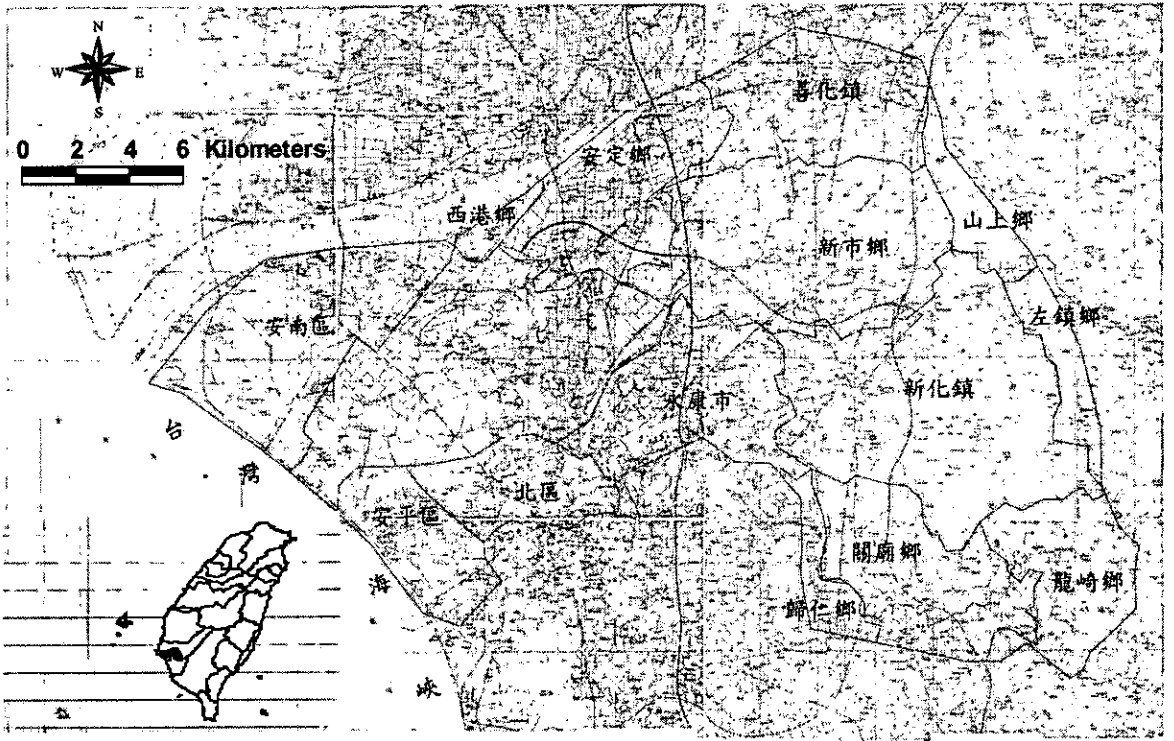 N
W E
S
0 2 4 6 Kilometers
善化鎮
安定鄉
西港鄉
山上鄉
新市鄉
安南區
左鎮鄉
新化鎮
永康市
台
灣
海
峽
北區
安平區
關廟鄉
龍崎鄉
歸仁鄉